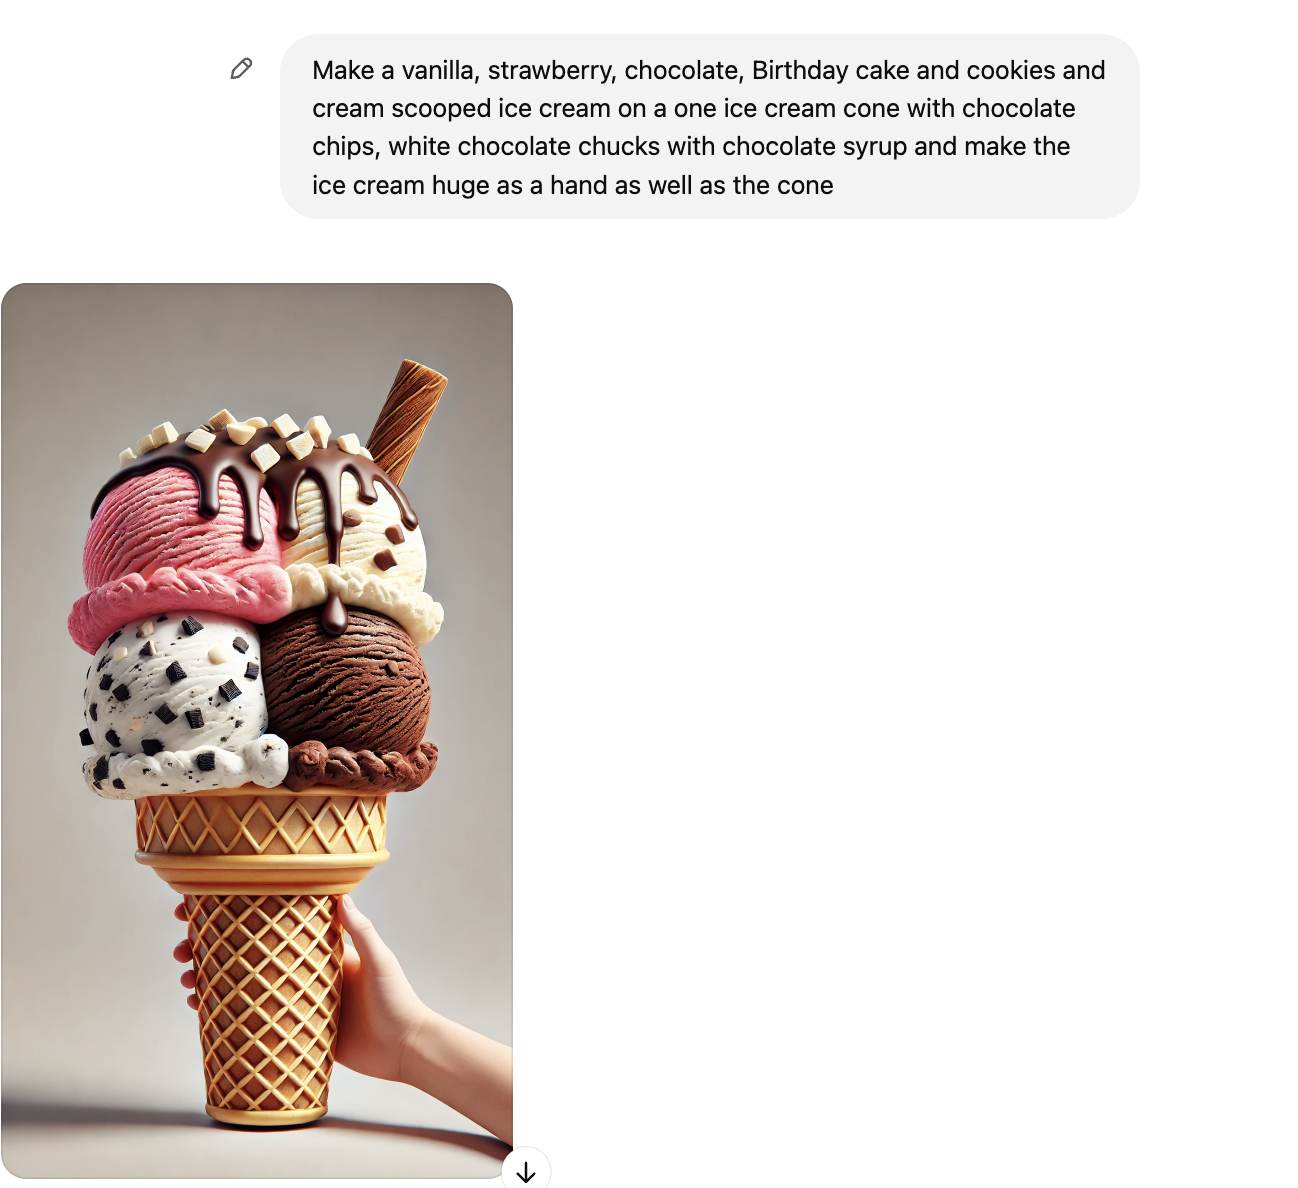 Make a vanilla, strawberry, chocolate, Birthday cake and cookies and
cream scooped ice cream on a one ice cream cone with chocolate
chips, white chocolate chucks with chocolate syrup and make the
ice cream huge as a hand as well as the cone